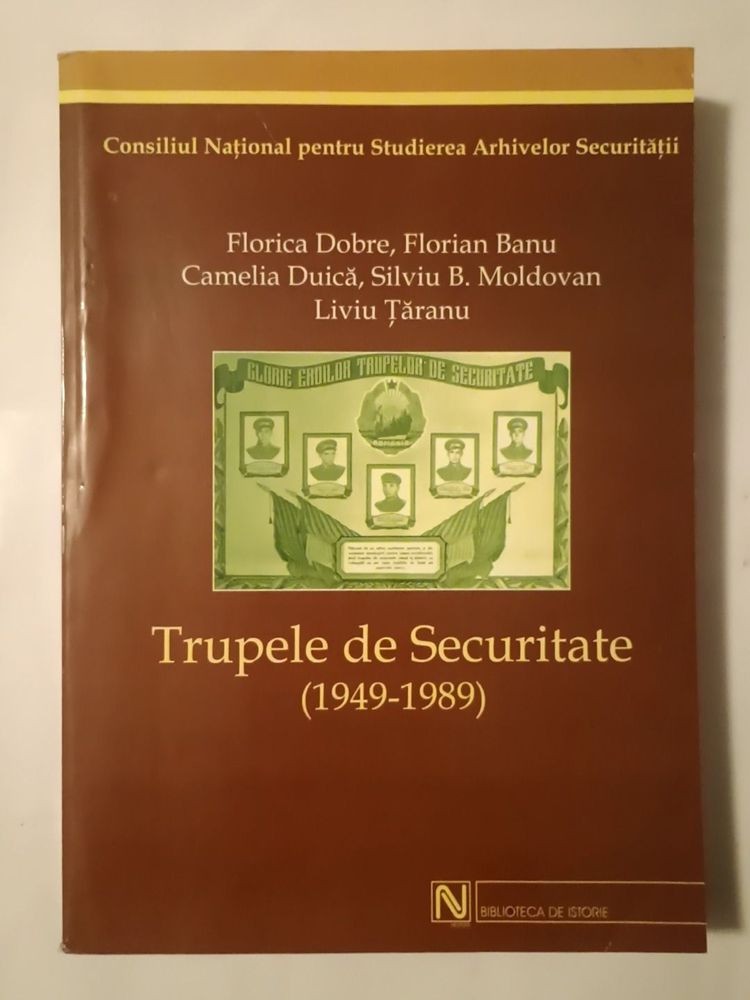 Consiliul Național pentru Studierea Arhivelor Securității
Florica Dobre, Florian Banu
Camelia Duică, Silviu B. Moldovan
Liviu Țăranu
GLORIE EROILOR TRUPELOR DE SECURITATE
Trupele de Securitate
(1949-1989)
N
BIBLIOTECA DE ISTORIE